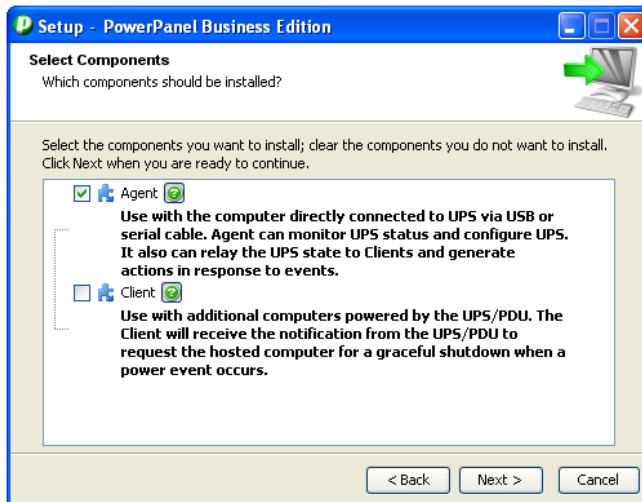 Setup - PowerPanel Business Edition
Select Components
Which components should be installed?
Select the components you want to install; clear the components you do not want to install.
Click Next when you are ready to continue.
Agent
Use with the computer directly connected to UPS via USB or
serial cable. Agent can monitor UPS status and configure UPS.
It also can relay the UPS state to Clients and generate
actions in response to events.
Client
Use with additional computers powered by the UPS/PDU. The
Client will receive the notification from the UPS/PDU to
request the hosted computer for a graceful shutdown when a
power event occurs.
< Back Next > Cancel